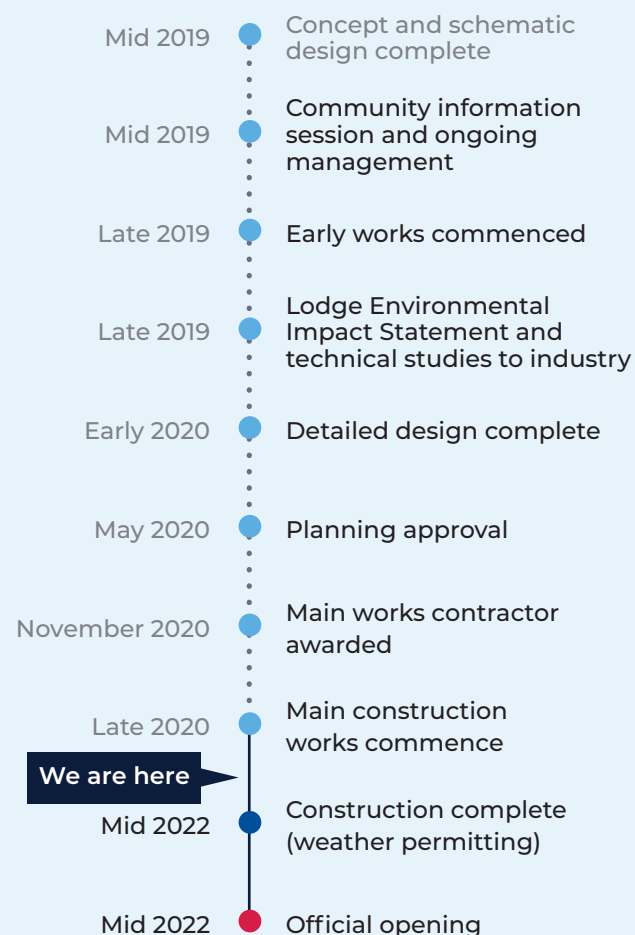 Mid 2019
Concept and schematic
design complete
Mid 2019
Community information
session and ongoing
management
Late 2019
Early works commenced
Late 2019
Lodge Environmental
Impact Statement and
technical studies to industry
Early 2020
Detailed design complete
May 2020
Planning approval
November 2020
Main works contractor
awarded
Late 2020
Main construction
works commence
We are here
Mid 2022
Construction complete
(weather permitting)
Mid 2022
Official opening